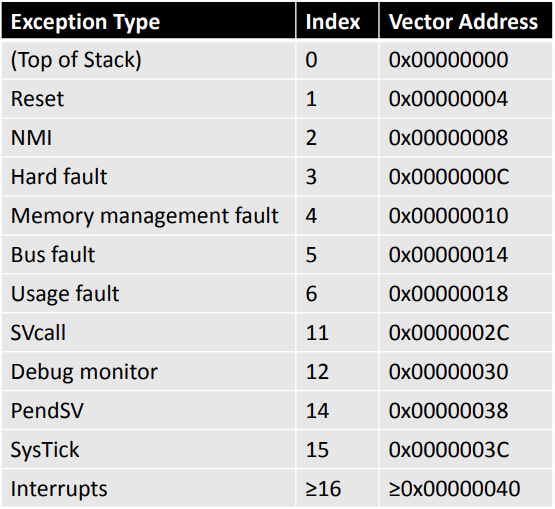 Exception Type Index Vector Address
(Top of Stack) 0 0x00000000
Reset 1 0x00000004
NMI 2 0x00000008
Hard fault 3 0x0000000C
Memory management fault 4 0x00000010
Bus fault 5 0x00000014
Usage fault 6 0x00000018
SVcall 11 0x0000002C
Debug monitor 12 0x00000030
PendSV 14 0x00000038
SysTick 15 0x0000003C
Interrupts ≥16 ≥0x00000040